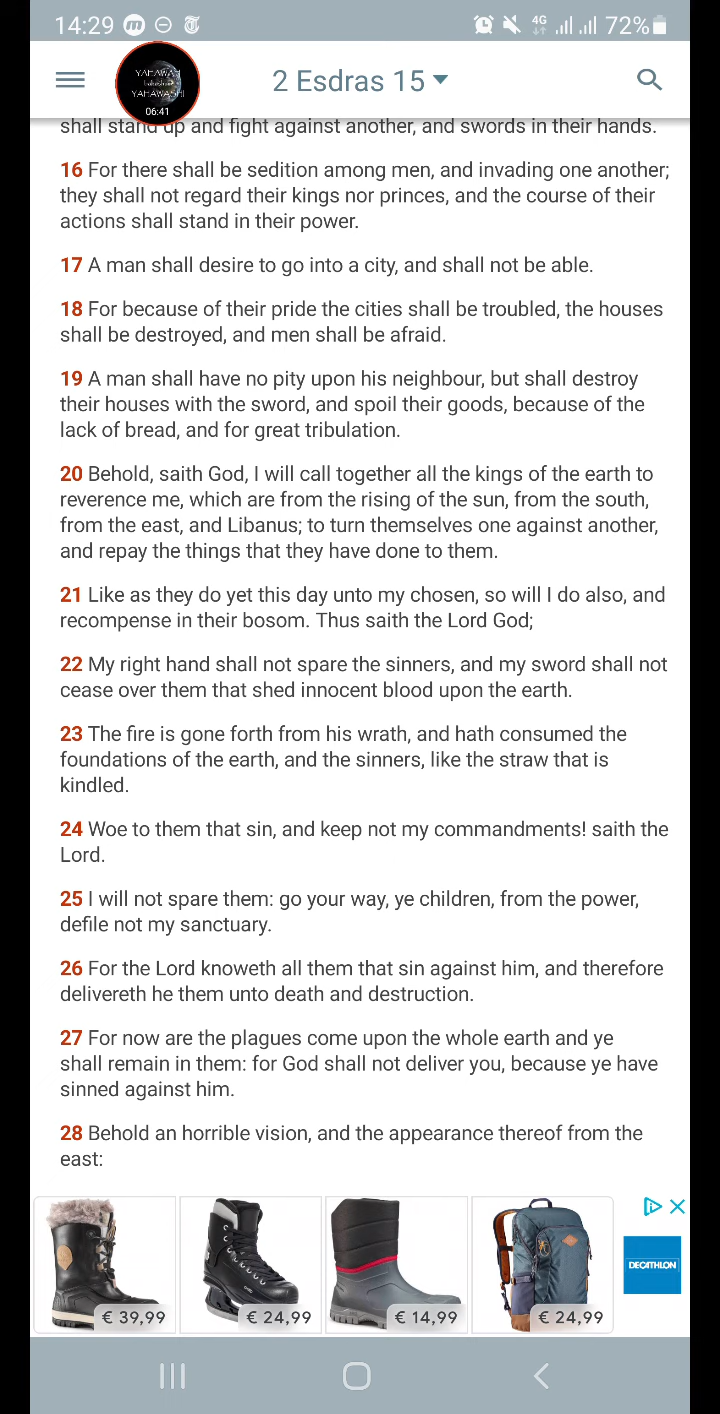 14:29
4G
72%
YAHAWAH
bahasham
YAHAWASHI
06:41
2 Esdras 15
shall stand up and fight against another, and swords in their hands.
16 For there shall be sedition among men, and invading one another;
they shall not regard their kings nor princes, and the course of their
actions shall stand in their power.
17 A man shall desire to go into a city, and shall not be able.
18 For because of their pride the cities shall be troubled, the houses
shall be destroyed, and men shall be afraid.
19 A man shall have no pity upon his neighbour, but shall destroy
their houses with the sword, and spoil their goods, because of the
lack of bread, and for great tribulation.
20 Behold, saith God, I will call together all the kings of the earth to
reverence me, which are from the rising of the sun, from the south,
from the east, and Libanus; to turn themselves one against another,
and repay the things that they have done to them.
21 Like as they do yet this day unto my chosen, so will I do also, and
recompense in their bosom. Thus saith the Lord God;
22 My right hand shall not spare the sinners, and my sword shall not
cease over them that shed innocent blood upon the earth.
23 The fire is gone forth from his wrath, and hath consumed the
foundations of the earth, and the sinners, like the straw that is
kindled.
24 Woe to them that sin, and keep not my commandments! saith the
Lord.
25 I will not spare them: go your way, ye children, from the power,
defile not my sanctuary.
26 For the Lord knoweth all them that sin against him, and therefore
delivereth he them unto death and destruction.
27 For now are the plagues come upon the whole earth and ye
shall remain in them: for God shall not deliver you, because ye have
sinned against him.
28 Behold an horrible vision, and the appearance thereof from the
east:
€ 39,99
€ 24,99
€ 14,99
€ 24,99
DECATHLON